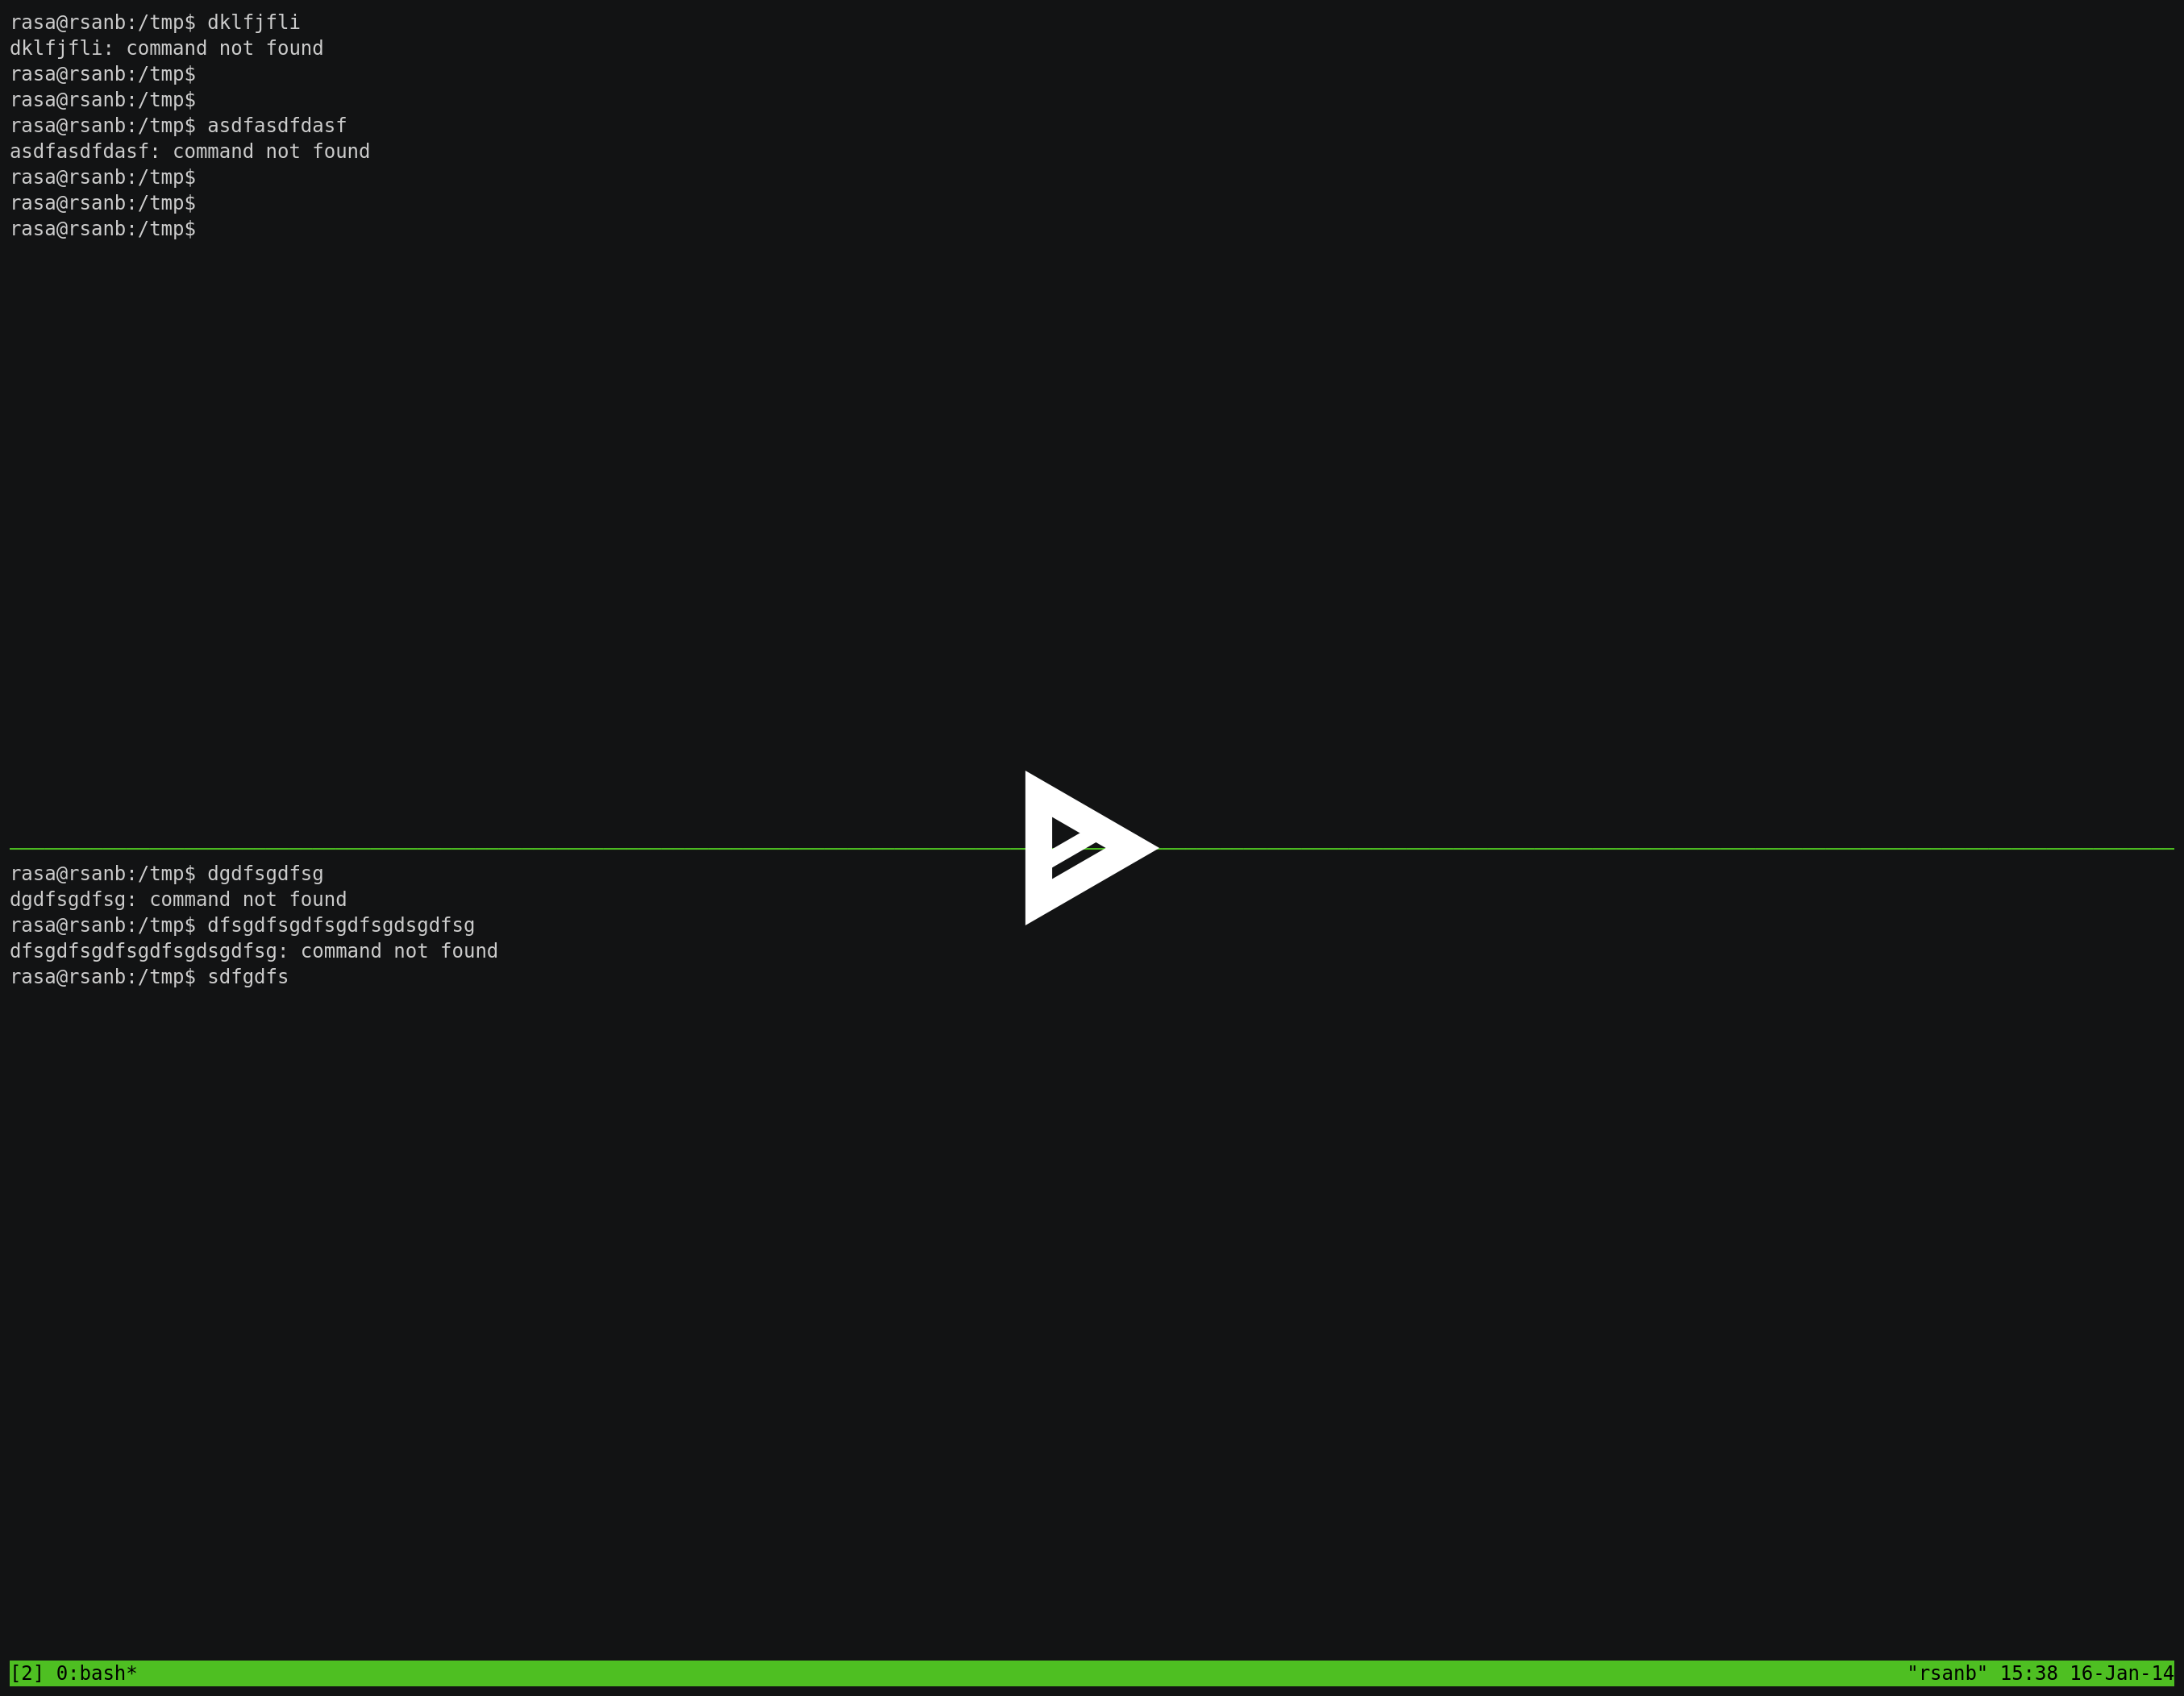 rasa@rsanb:/tmp$ dklfjfli
dklfjfli: command not found
rasa@rsanb:/tmp$
rasa@rsanb:/tmp$
rasa@rsanb:/tmp$ asdfasdfdasf
asdfasdfdasf: command not found
rasa@rsanb:/tmp$
rasa@rsanb:/tmp$
rasa@rsanb:/tmp$
rasa@rsanb:/tmp$ dgdfsgdfsg
dgdfsgdfsg: command not found
rasa@rsanb:/tmp$ dfsgdfsgdfsgdfsgdsgdfsg
dfsgdfsgdfsgdfsgdsgdfsg: command not found
rasa@rsanb:/tmp$ sdfgdfs
[2] 0:bash* "rsanb" 15:38 16-Jan-14